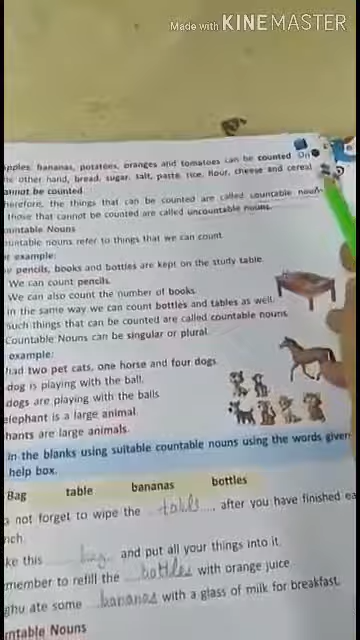 Made with KINEMASTER
apples, bananas, potatoes, oranges and tomatoes can be counted On
he other hand, bread, sugar, salt, paste, rice, flour, cheese and cereal
annot be counted
herefore, the things that can be counted are called countable noun
those that cannot be counted are called uncountable nouns.
ountable Nouns
ountable nouns refer to things that we can count.
example:
pencils, books and bottles are kept on the study table.
We can count pencils.
We can also count the number of books.
in the same way we can count bottles and tables as well.
such things that can be counted are called countable nouns.
Countable Nouns can be singular or plural.
example:
had two pet cats, one horse and four dogs.
dog is playing with the ball.
dogs are playing with the balls
elephant is a large animal.
hants are large animals.
in the blanks using suitable countable nouns using the words given
help box.
Bag table bananas bottles
not forget to wipe the table, after you have finished ea
nch.
ke this bag and put all your things into it.
member to refill the bottles with orange juice.
ghu ate some bananas with a glass of milk for breakfast.
ntable Nouns